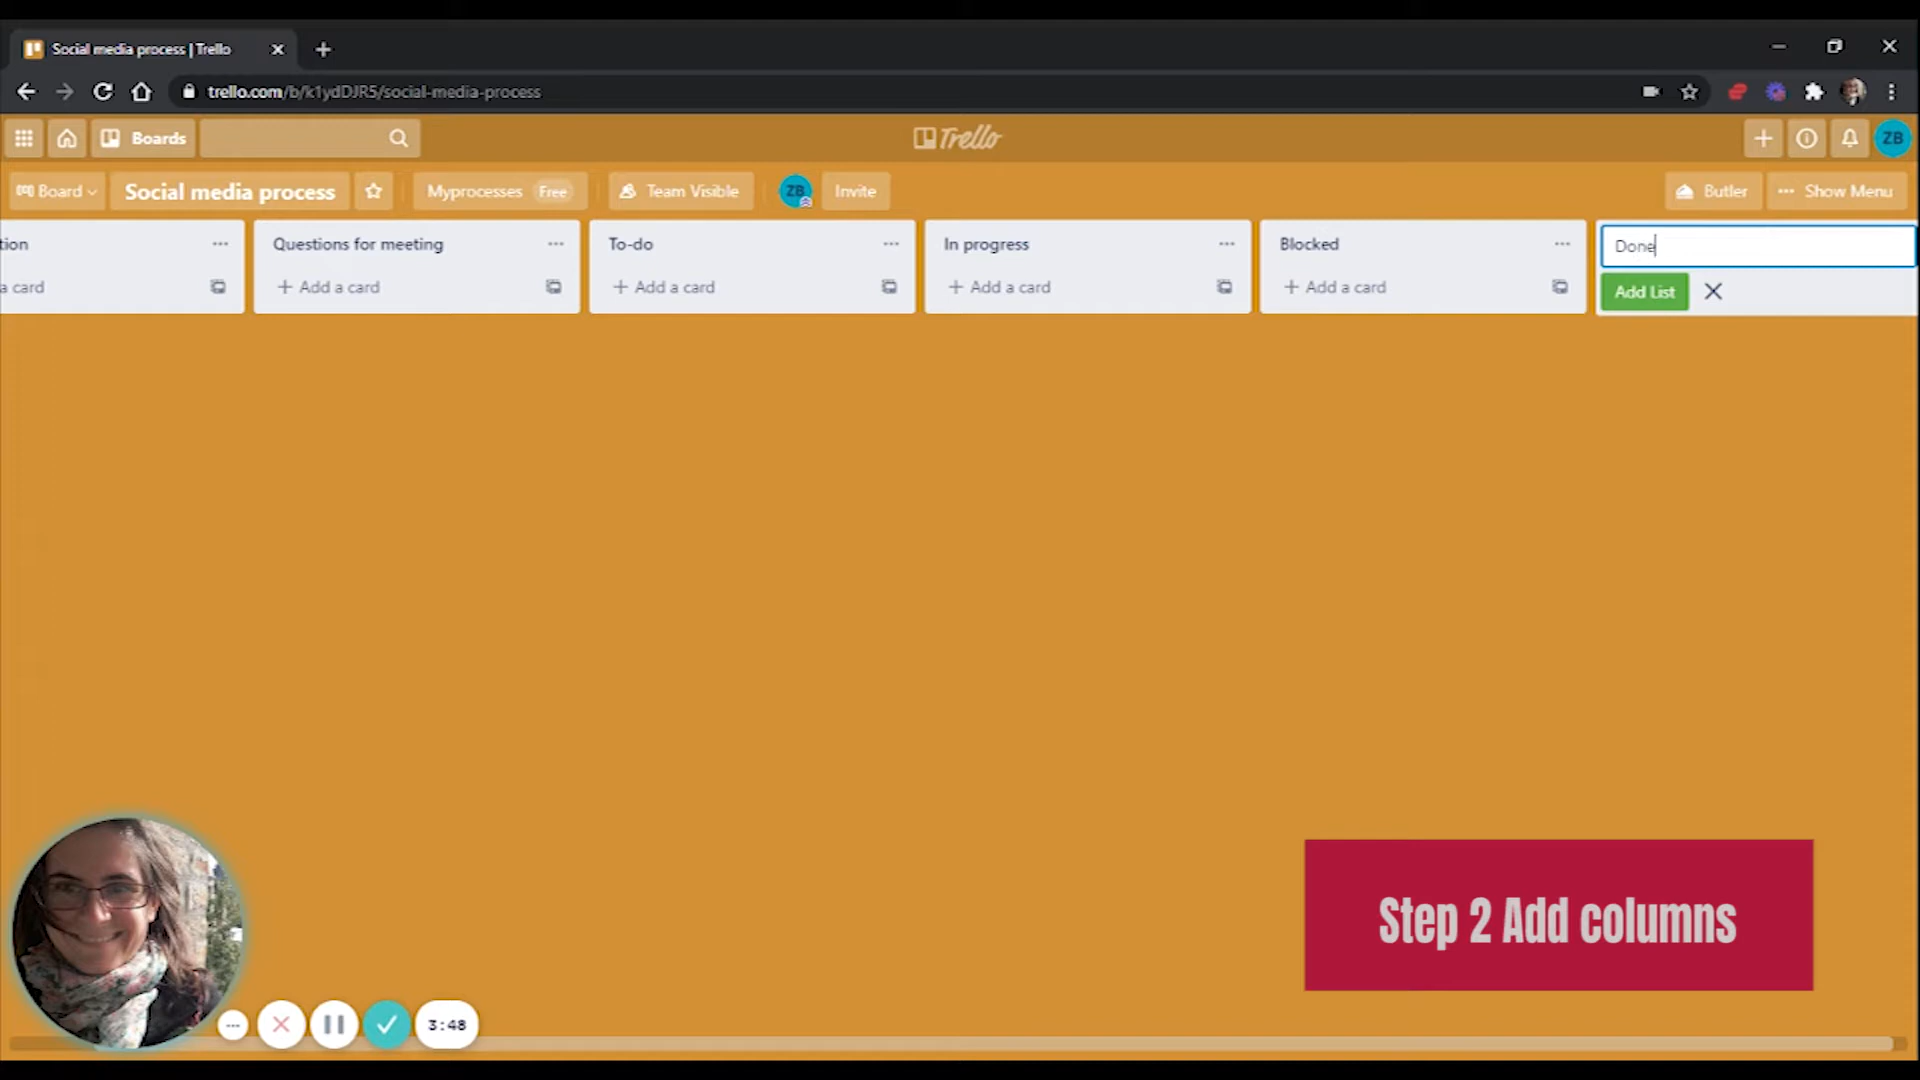 Social media process | Trello
trello.com/b/k1ydDJR5/social-media-process
Boards
Trello
ZB
Board
Social media process
Myprocesses Free
Team Visible
ZB
Invite
Butler
Show Menu
tion
Questions for meeting
To-do
In progress
Blocked
Done
a card
Add a card
Add a card
Add a card
Add a card
Add List
Step 2 Add columns
3:48